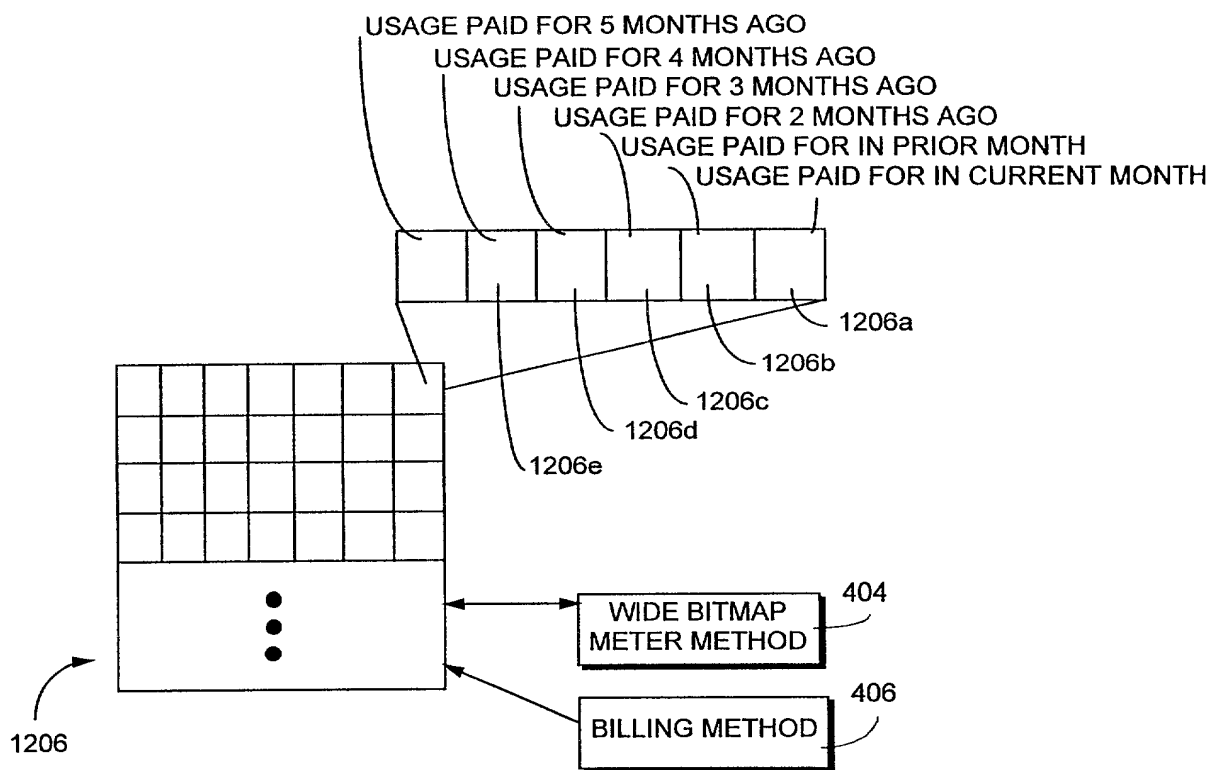 USAGE PAID FOR 5 MONTHS AGO
USAGE PAID FOR 4 MONTHS AGO
USAGE PAID FOR 3 MONTHS AGO
USAGE PAID FOR 2 MONTHS AGO
USAGE PAID FOR IN PRIOR MONTH
USAGE PAID FOR IN CURRENT MONTH
1206a
1206b
1206c
1206d
1206e
404
WIDE BITMAP
METER METHOD
406
BILLING METHOD
1206